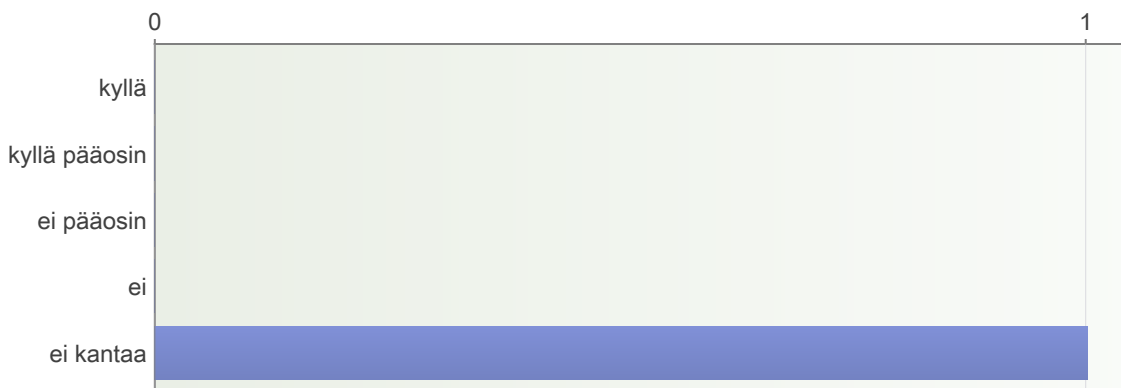 0 1
kyllä
kyllä pääosin
ei pääosin
ei
ei kantaa